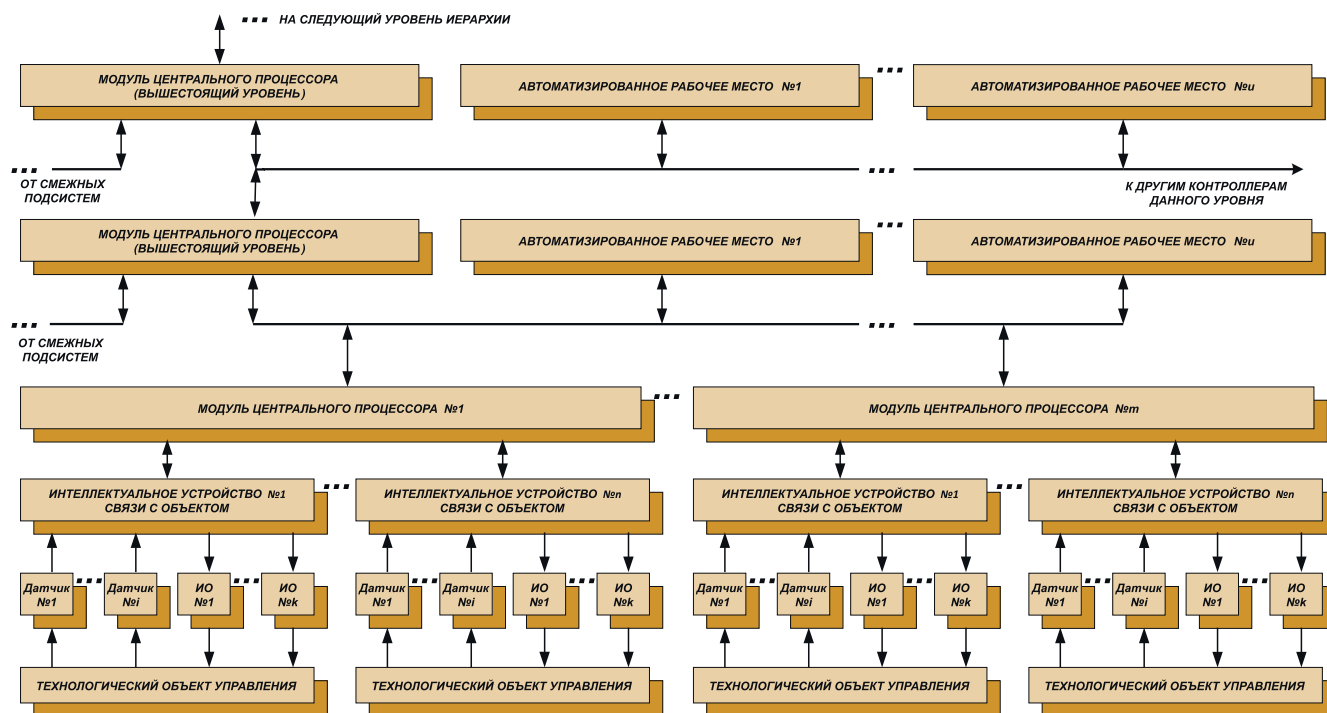 НА СЛЕДУЮЩИЙ УРОВЕНЬ ИЕРАРХИИ
МОДУЛЬ ЦЕНТРАЛЬНОГО ПРОЦЕССОРА
(ВЫШЕСТОЯЩИЙ УРОВЕНЬ)
АВТОМАТИЗИРОВАННОЕ РАБОЧЕЕ МЕСТО №1
АВТОМАТИЗИРОВАННОЕ РАБОЧЕЕ МЕСТО №u
ОТ СМЕЖНЫХ
ПОДСИСТЕМ
К ДРУГИМ КОНТРОЛЛЕРАМ
ДАННОГО УРОВНЯ
МОДУЛЬ ЦЕНТРАЛЬНОГО ПРОЦЕССОРА
(ВЫШЕСТОЯЩИЙ УРОВЕНЬ)
АВТОМАТИЗИРОВАННОЕ РАБОЧЕЕ МЕСТО №1
АВТОМАТИЗИРОВАННОЕ РАБОЧЕЕ МЕСТО №u
ОТ СМЕЖНЫХ
ПОДСИСТЕМ
МОДУЛЬ ЦЕНТРАЛЬНОГО ПРОЦЕССОРА №1
МОДУЛЬ ЦЕНТРАЛЬНОГО ПРОЦЕССОРА №m
ИНТЕЛЛЕКТУАЛЬНОЕ УСТРОЙСТВО №1
СВЯЗИ С ОБЪЕКТОМ
ИНТЕЛЛЕКТУАЛЬНОЕ УСТРОЙСТВО №n
СВЯЗИ С ОБЪЕКТОМ
ИНТЕЛЛЕКТУАЛЬНОЕ УСТРОЙСТВО №1
СВЯЗИ С ОБЪЕКТОМ
ИНТЕЛЛЕКТУАЛЬНОЕ УСТРОЙСТВО №n
СВЯЗИ С ОБЪЕКТОМ
Датчик
№1
Датчик
№i
ИО
№1
ИО
№k
Датчик
№1
Датчик
№i
ИО
№1
ИО
№k
Датчик
№1
Датчик
№i
ИО
№1
ИО
№k
Датчик
№1
Датчик
№i
ИО
№1
ИО
№k
ТЕХНОЛОГИЧЕСКИЙ ОБЪЕКТ УПРАВЛЕНИЯ
ТЕХНОЛОГИЧЕСКИЙ ОБЪЕКТ УПРАВЛЕНИЯ
ТЕХНОЛОГИЧЕСКИЙ ОБЪЕКТ УПРАВЛЕНИЯ
ТЕХНОЛОГИЧЕСКИЙ ОБЪЕКТ УПРАВЛЕНИЯ